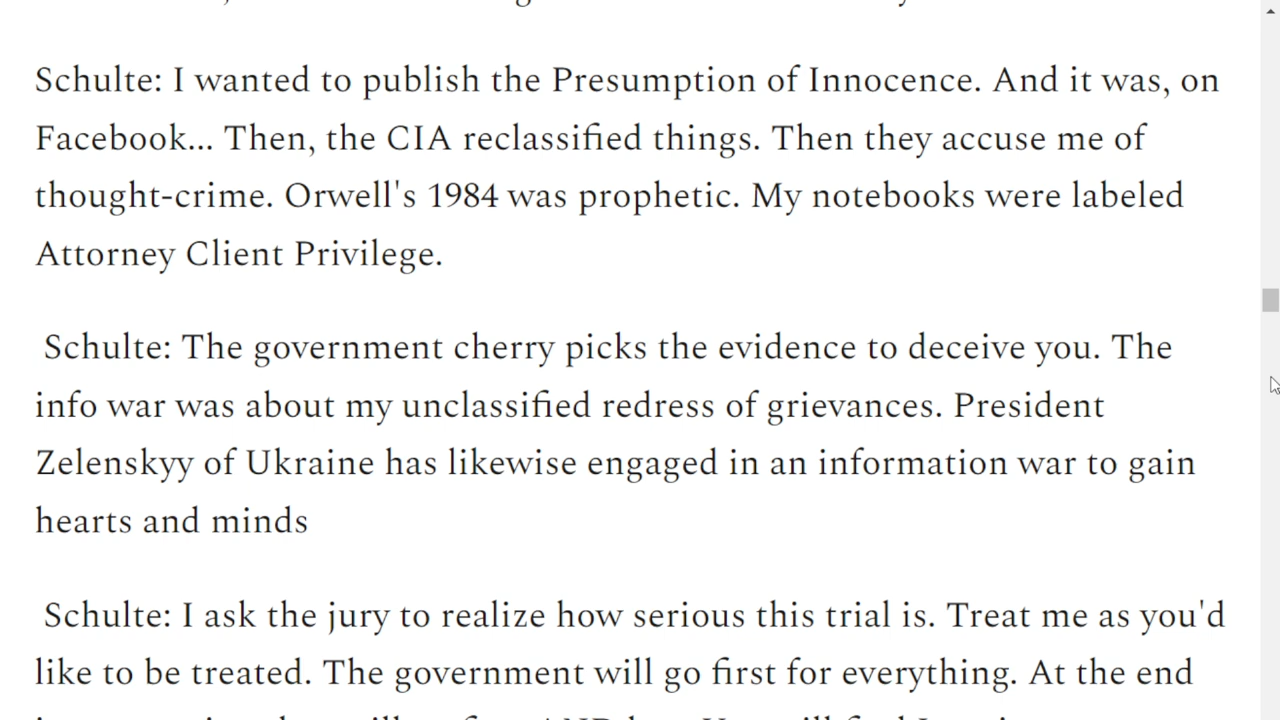 Schulte: I wanted to publish the Presumption of Innocence. And it was, on
Facebook... Then, the CIA reclassified things. Then they accuse me of
thought-crime. Orwell's 1984 was prophetic. My notebooks were labeled
Attorney Client Privilege.
Schulte: The government cherry picks the evidence to deceive you. The
info war was about my unclassified redress of grievances. President
Zelenskyy of Ukraine has likewise engaged in an information war to gain
hearts and minds
Schulte: I ask the jury to realize how serious this trial is. Treat me as you'd
like to be treated. The government will go first for everything. At the end